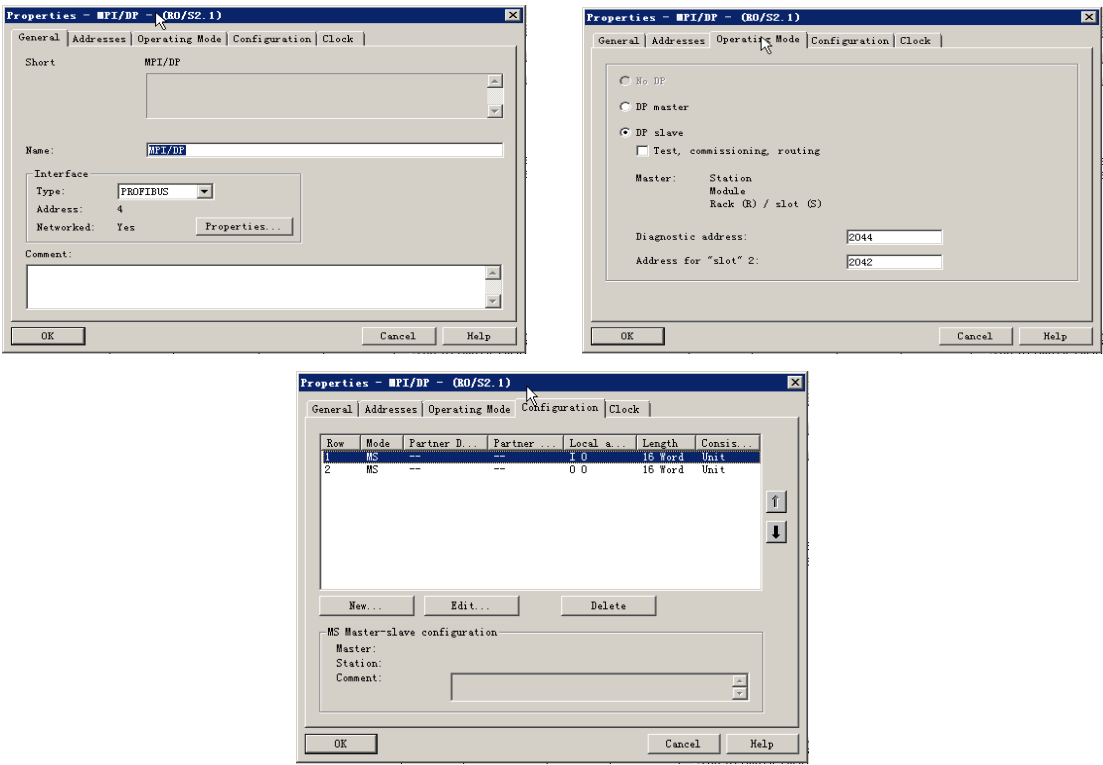 Properties - MPI/DP - (R0/S2.1)
General Addresses Operating Mode Configuration Clock
Short MPI/DP
Name: MPI/DP
Interface
Type: PROFIBUS
Address: 4
Networked: Yes Properties...
Comment:
OK Cancel Help
Properties - MPI/DP - (R0/S2.1)
General Addresses Operating Mode Configuration Clock
No DP
DP master
DP slave
Test, commissioning, routing
Master: Station
Module
Rack (R) / slot (S)
Diagnostic address: 2044
Address for "slot" 2: 2042
OK Cancel Help
Properties - MPI/DP - (R0/S2.1)
General Addresses Operating Mode Configuration Clock
Row Mode Partner D... Partner ... Local a... Length Consis...
1 MS -- -- I 0 16 Word Unit
2 MS -- -- O 0 16 Word Unit
New... Edit... Delete
MS Master-slave configuration
Master:
Station:
Comment:
OK Cancel Help